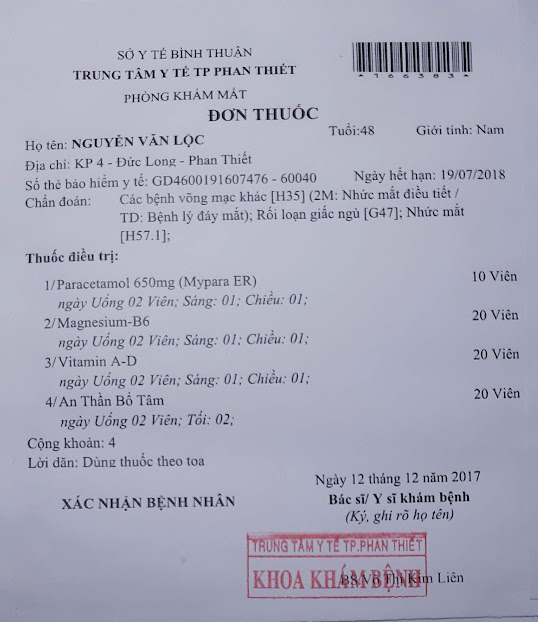 SỞ Y TẾ BÌNH THUẬN
TRUNG TÂM Y TẾ TP PHAN THIẾT
*766383*
PHÒNG KHÁM MẮT
ĐƠN THUỐC
Họ tên: NGUYỄN VĂN LỘC Tuổi:48 Giới tính: Nam
Địa chỉ: KP 4 - Đức Long - Phan Thiết
Số thẻ bảo hiểm y tế: GD4600191607476 - 60040 Ngày hết hạn: 19/07/2018
Chẩn đoán: Các bệnh võng mạc khác [H35] (2M: Nhức mắt điều tiết /
TD: Bệnh lý đáy mắt); Rối loạn giấc ngủ [G47]; Nhức mắt
[H57.1];
Thuốc điều trị:
1/Paracetamol 650mg (Mypara ER) 10 Viên
ngày Uống 02 Viên; Sáng: 01; Chiều: 01;
2/Magnesium-B6 20 Viên
ngày Uống 02 Viên; Sáng: 01; Chiều: 01;
3/Vitamin A-D 20 Viên
ngày Uống 02 Viên; Sáng: 01; Chiều: 01;
4/An Thần Bổ Tâm 20 Viên
ngày Uống 02 Viên; Tối: 02;
Cộng khoản: 4
Lời dặn: Dùng thuốc theo toa
Ngày 12 tháng 12 năm 2017
XÁC NHẬN BỆNH NHÂN Bác sĩ/ Y sĩ khám bệnh
(Ký, ghi rõ họ tên)
TRUNG TÂM Y TẾ TP.PHAN THIẾT
KHOA KHÁM BỆNH
BS Võ Thị Kim Liên